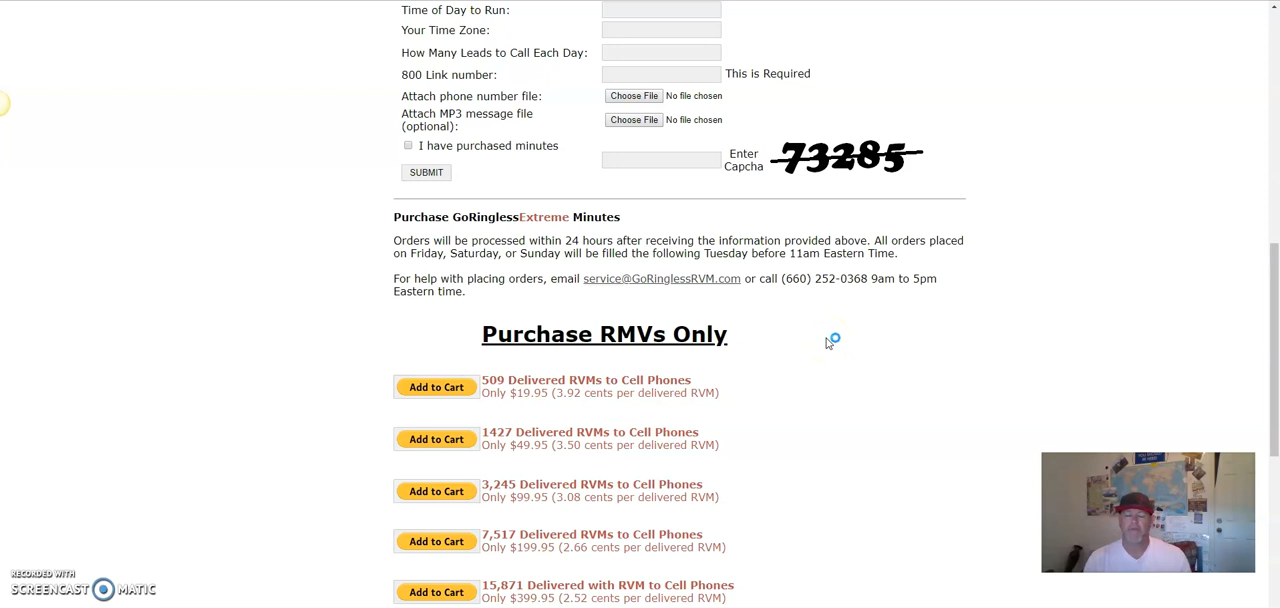 Time of Day to Run:
Your Time Zone:
How Many Leads to Call Each Day:
800 Link number: This is Required
Attach phone number file: Choose File No file chosen
Attach MP3 message file
(optional): Choose File No file chosen
I have purchased minutes
Enter
Capcha 73285
SUBMIT
Purchase GoRinglessExtreme Minutes
Orders will be processed within 24 hours after receiving the information provided above. All orders placed
on Friday, Saturday, or Sunday will be filled the following Tuesday before 11am Eastern Time.
For help with placing orders, email service@GoRinglessRVM.com or call (660) 252-0368 9am to 5pm
Eastern time.
Purchase RMVs Only
Add to Cart 509 Delivered RVMs to Cell Phones
Only $19.95 (3.92 cents per delivered RVM)
Add to Cart 1427 Delivered RVMs to Cell Phones
Only $49.95 (3.50 cents per delivered RVM)
Add to Cart 3,245 Delivered RVMs to Cell Phones
Only $99.95 (3.08 cents per delivered RVM)
Add to Cart 7,517 Delivered RVMs to Cell Phones
Only $199.95 (2.66 cents per delivered RVM)
Add to Cart 15,871 Delivered with RVM to Cell Phones
Only $399.95 (2.52 cents per delivered RVM)
RECORDED WITH
SCREENCAST MATIC